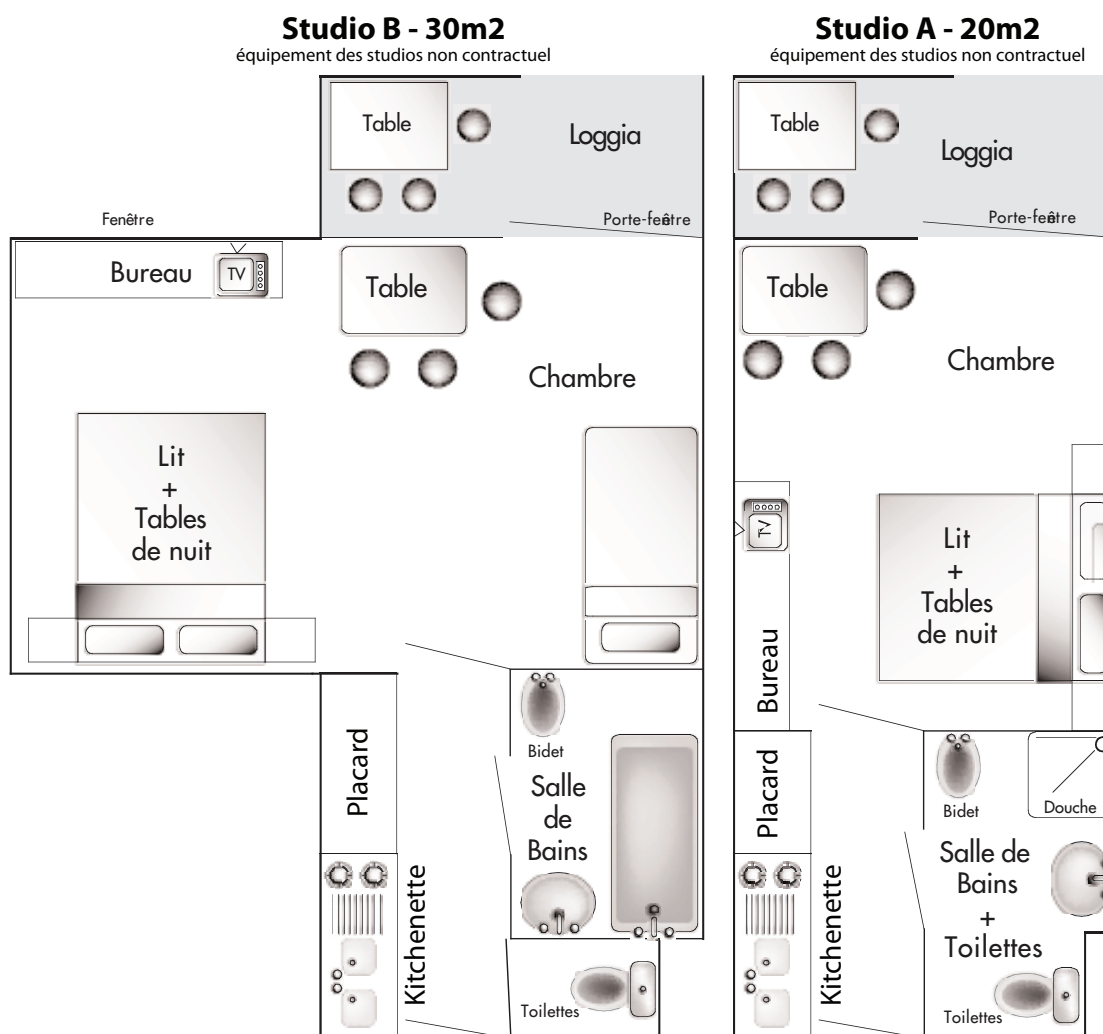 Studio B - 30m2
équipement des studios non contractuel
Table
Loggia
Fenêtre
Porte-fenêtre
Bureau
TV
Table
Chambre
Lit
+
Tables
de nuit
Placard
Bidet
Salle
de
Bains
Kitchenette
Toilettes
Studio A - 20m2
équipement des studios non contractuel
Table
Loggia
Porte-fenêtre
Table
Chambre
TV
Lit
+
Tables
de nuit
Bureau
Placard
Bidet
Douche
Salle de
Bains
+
Toilettes
Kitchenette
Toilettes